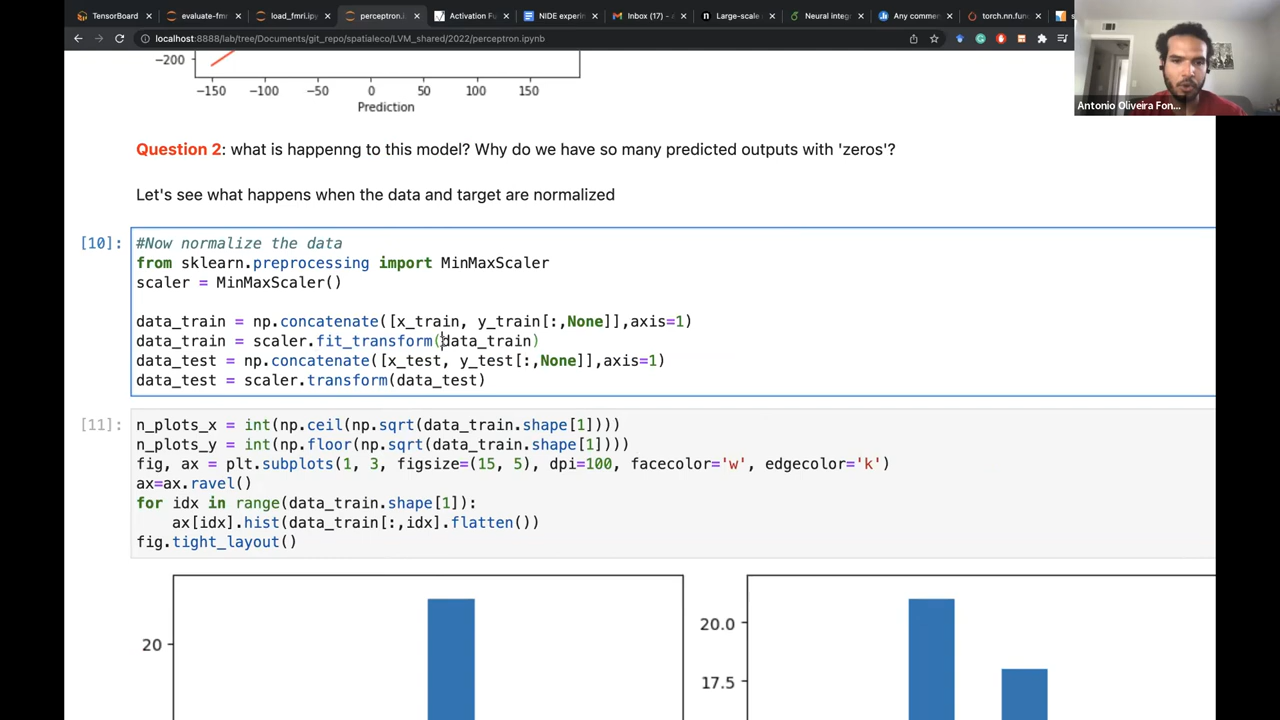 TensorBoard
evaluate-fmr
load_fmri.ipy
perceptron.i
Activation Fu
NIDE experim
Inbox (17) -
Large-scale
Neural integ
Any comme
torch.nn.func
localhost:8888/lab/tree/Documents/git_repo/spatialeco/LVM_shared/2022/perceptron.ipynb
Antonio Oliveira Fon...
−200
−150 −100 −50 0 50 100 150
Prediction
Question 2: what is happenng to this model? Why do we have so many predicted outputs with 'zeros'?
Let's see what happens when the data and target are normalized
[10]: #Now normalize the data
from sklearn.preprocessing import MinMaxScaler
scaler = MinMaxScaler()
data_train = np.concatenate([x_train, y_train[:,None]],axis=1)
data_train = scaler.fit_transform(data_train)
data_test = np.concatenate([x_test, y_test[:,None]],axis=1)
data_test = scaler.transform(data_test)
[11]: n_plots_x = int(np.ceil(np.sqrt(data_train.shape[1])))
n_plots_y = int(np.floor(np.sqrt(data_train.shape[1])))
fig, ax = plt.subplots(1, 3, figsize=(15, 5), dpi=100, facecolor='w', edgecolor='k')
ax=ax.ravel()
for idx in range(data_train.shape[1]):
ax[idx].hist(data_train[:,idx].flatten())
fig.tight_layout()
20
20.0
17.5